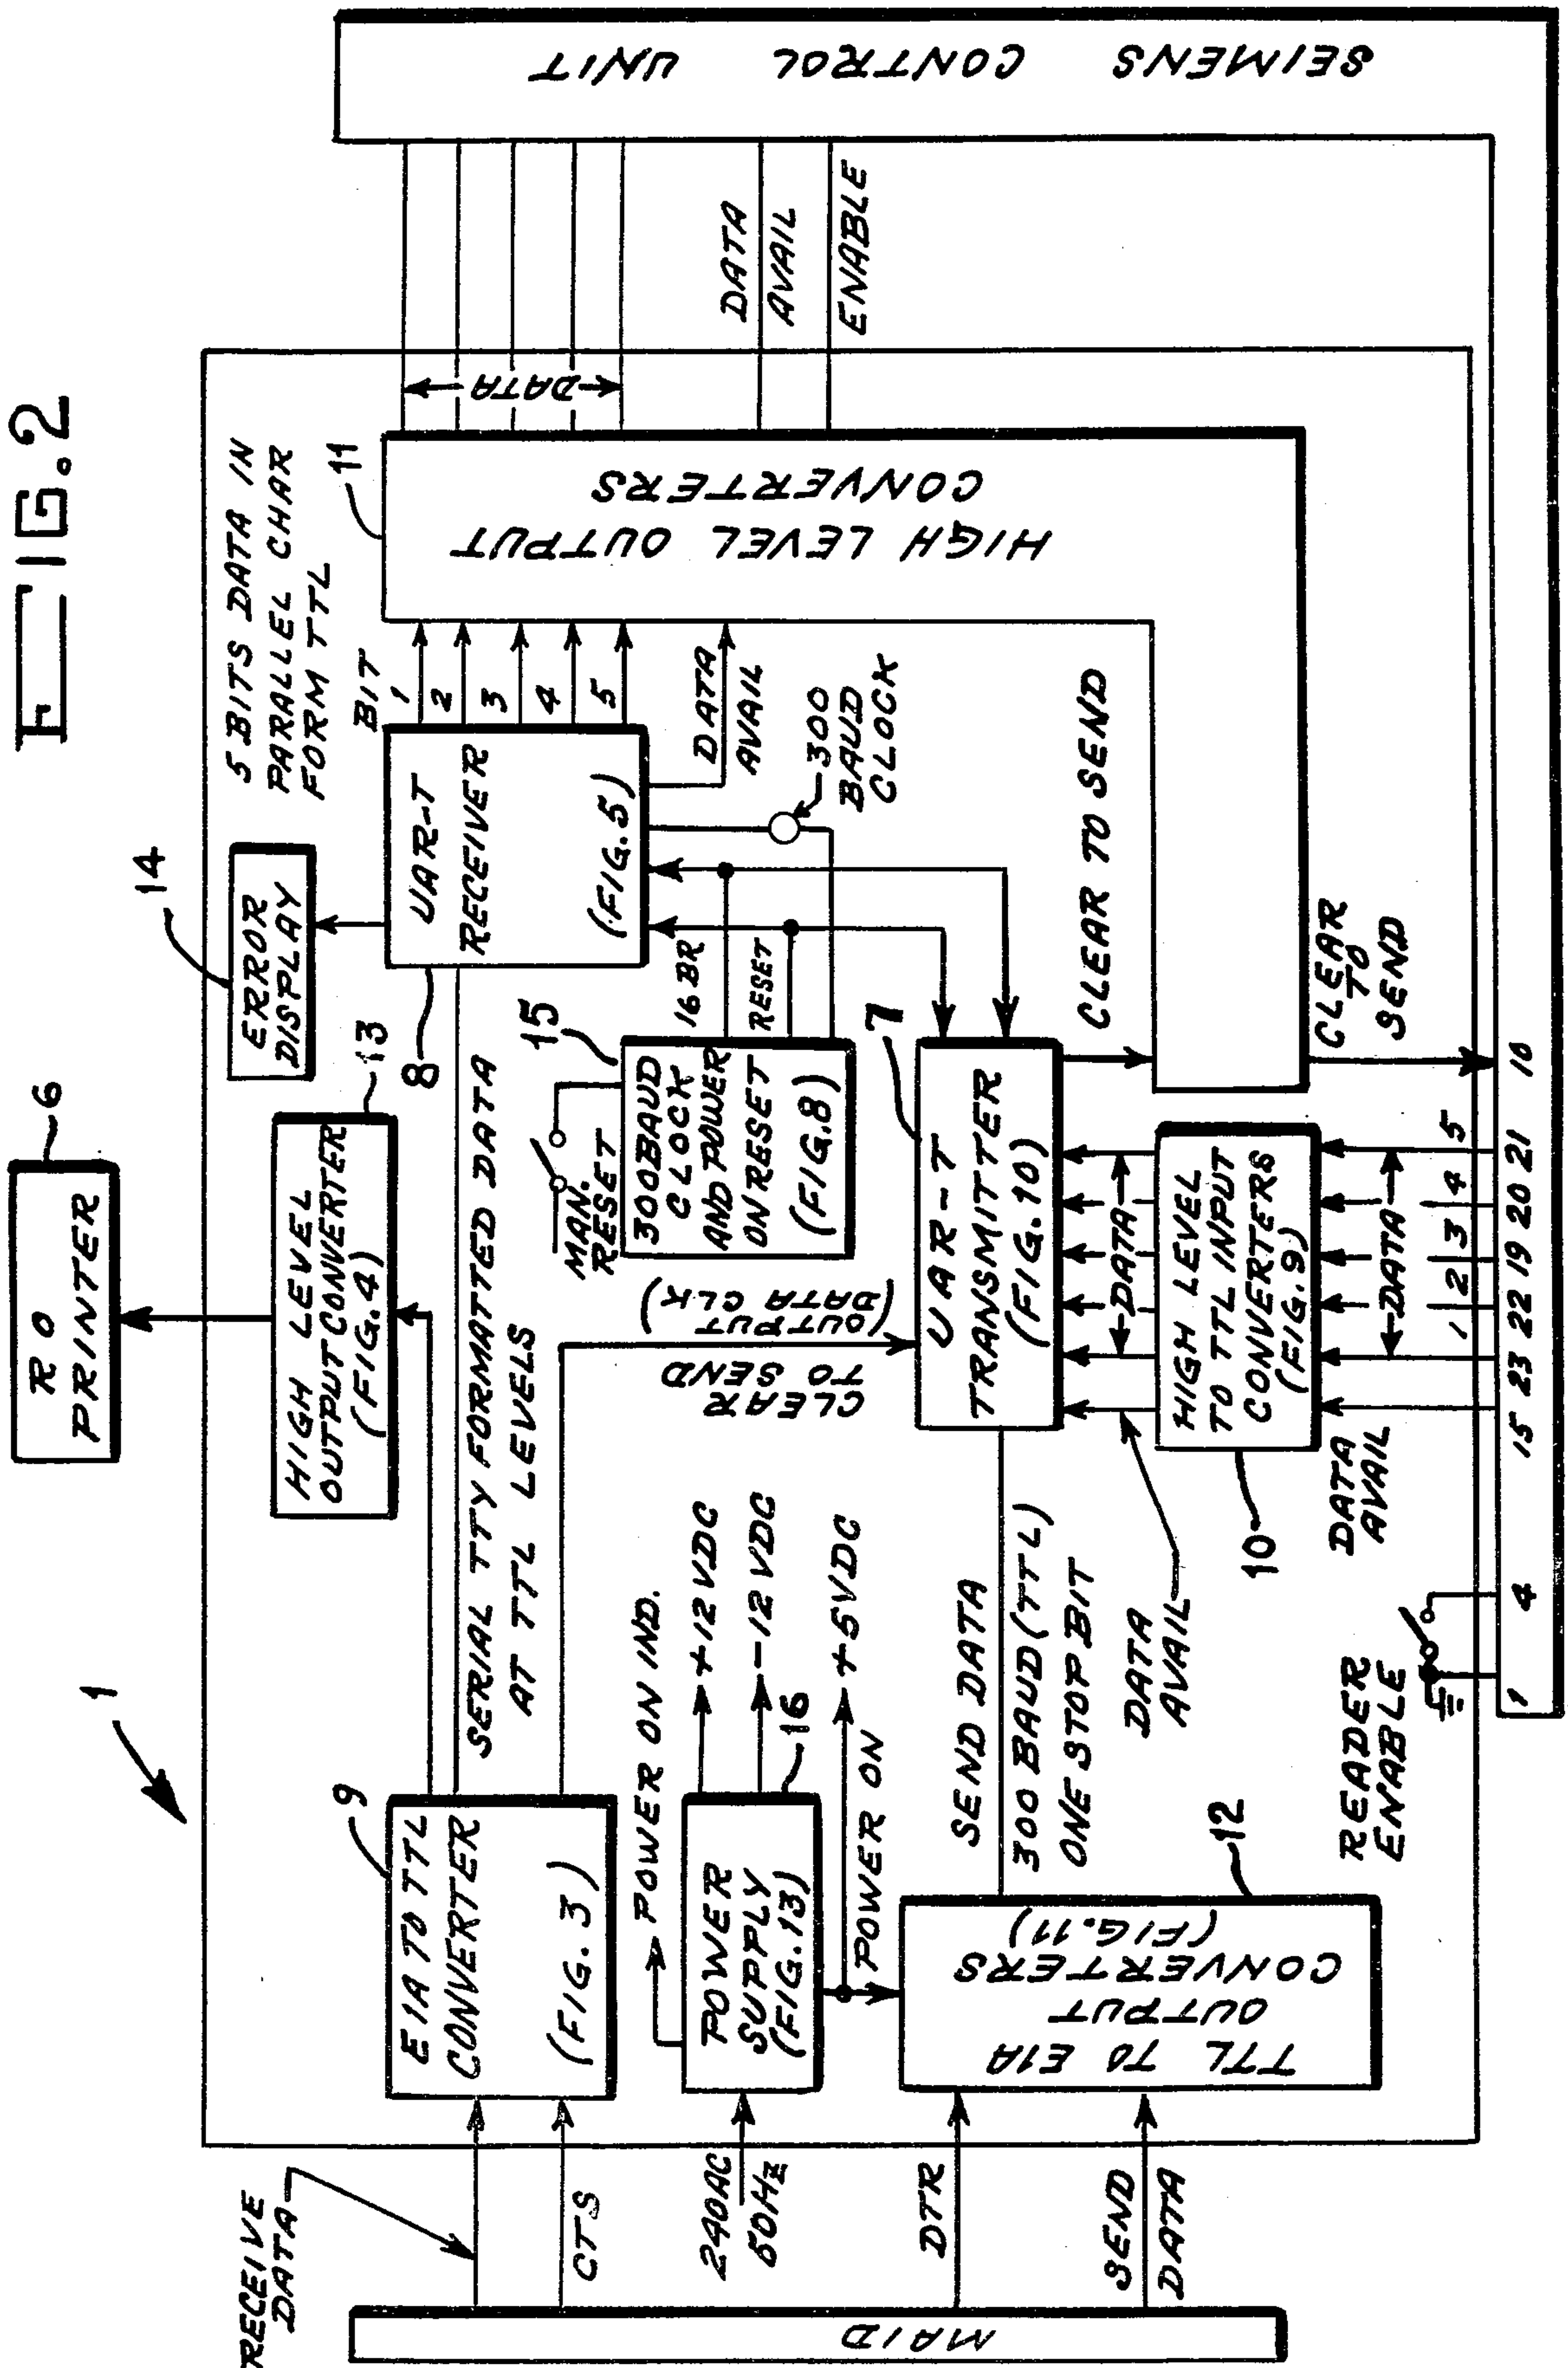 FIG.2
1
R O
PRINTER
6
HIGH LEVEL
OUTPUT CONVERTER
(FIG.4)
13
ERROR
DISPLAY
14
5 BITS DATA IN
PARALLEL CHAR
FORM TTL
RECEIVE
DATA
CTS
EIA TO TTL
CONVERTER
(FIG. 3)
9
SERIAL TTY FORMATTED DATA
AT TTL LEVELS
8
UAR-T
RECEIVER
(FIG.5)
BIT
1
2
3
4
5
DATA
AVAIL
300
BAUD
CLOCK
11
HIGH LEVEL OUTPUT
CONVERTERS
DATA
DATA
AVAIL
ENABLE
SEIMENS CONTROL UNIT
MAN.
RESET
15
300 BAUD
CLOCK
AND POWER
ON RESET
(FIG.8)
16 BR
RESET
240AC
50Hz
POWER
SUPPLY
(FIG.13)
16
POWER ON IND.
+12 VDC
-12 VDC
+5VDC
POWER ON
CLEAR
TO SEND
(OUTPUT
DATA CLK)
7
UAR-T
TRANSMITTER
(FIG.10)
CLEAR TO SEND
MAID
DTR
SEND
DATA
TTL TO EIA
OUTPUT
CONVERTERS
(FIG.11)
12
SEND DATA
300 BAUD (TTL)
ONE STOP BIT
DATA
AVAIL
DATA
10
HIGH LEVEL
TO TTL INPUT
CONVERTERS
(FIG.9)
DATA
AVAIL
DATA
CLEAR
TO
SEND
READER
ENABLE
1 2 3 4 5
1 4 15 23 22 19 20 21 10